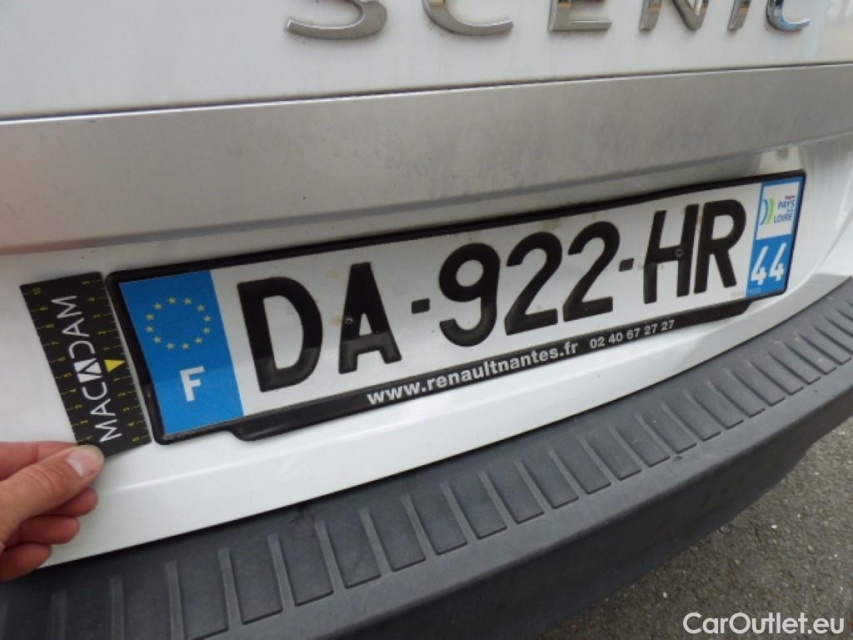 SCENIC
MACADAM
F
DA-922-HR
Région
PAYS
DE LA
LOIRE
44
www.renaultnantes.fr 02 40 67 27 27
CarOutlet.eu